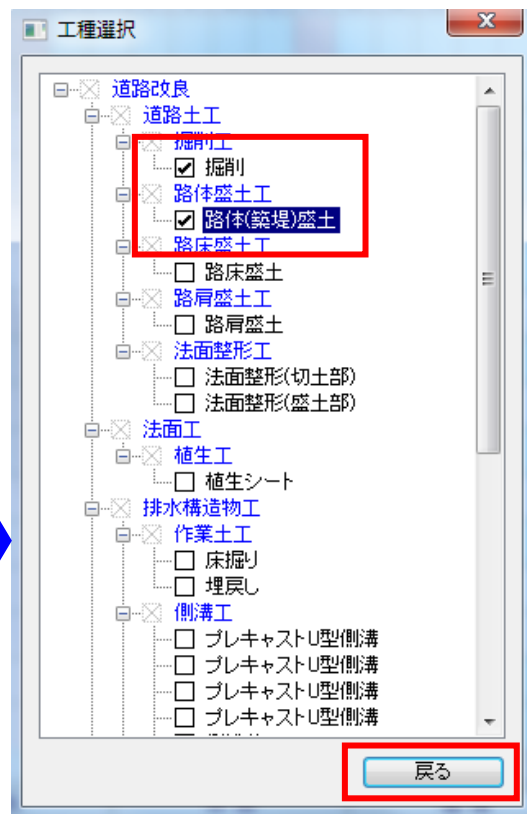 工種選択
道路改良
道路土工
掘削工
掘削
路体盛土工
路体(築堤)盛土
路床盛土工
路床盛土
路肩盛土工
路肩盛土
法面整形工
法面整形(切土部)
法面整形(盛土部)
法面工
植生工
植生シート
排水構造物工
作業土工
床掘り
埋戻し
側溝工
プレキャストU型側溝
プレキャストU型側溝
プレキャストU型側溝
プレキャストU型側溝
戻る